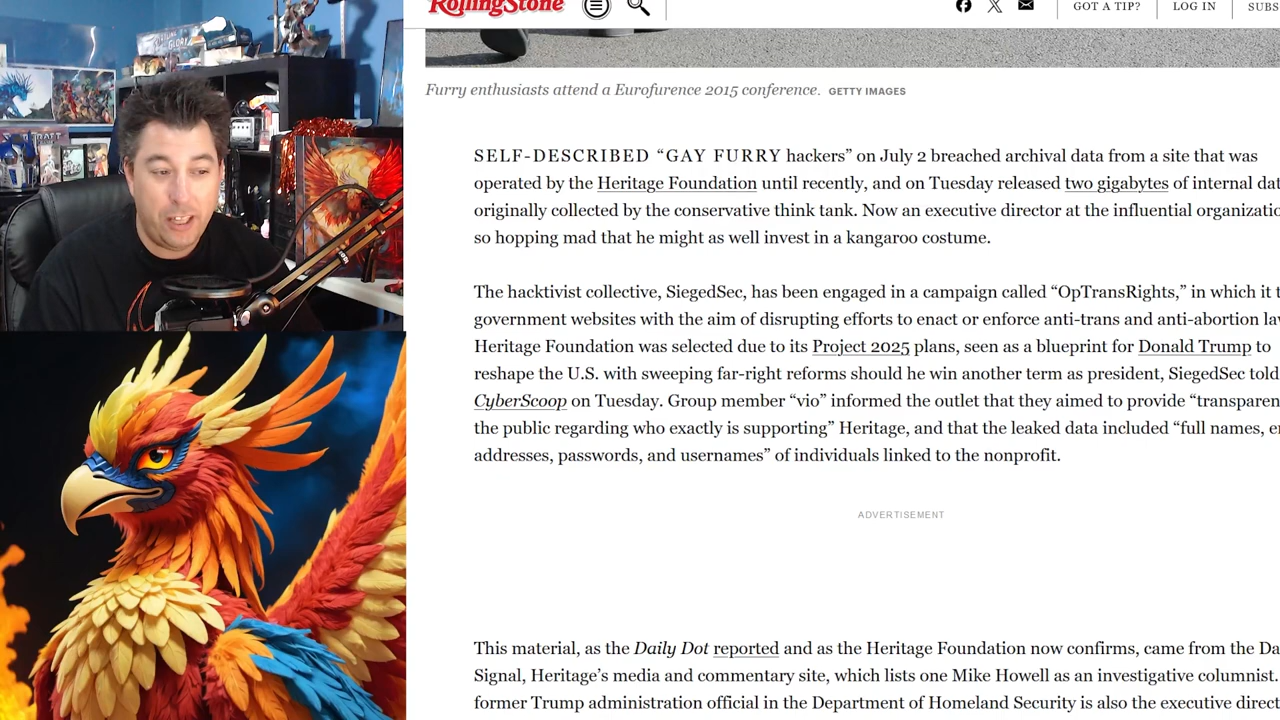 RollingStone
GOT A TIP?
LOG IN
SUBS
Furry enthusiasts attend a Eurofurence 2015 conference. GETTY IMAGES
SELF-DESCRIBED “GAY FURRY hackers” on July 2 breached archival data from a site that was
operated by the Heritage Foundation until recently, and on Tuesday released two gigabytes of internal dat
originally collected by the conservative think tank. Now an executive director at the influential organizatio
so hopping mad that he might as well invest in a kangaroo costume.
The hacktivist collective, SiegedSec, has been engaged in a campaign called “OpTransRights,” in which it t
government websites with the aim of disrupting efforts to enact or enforce anti-trans and anti-abortion la
Heritage Foundation was selected due to its Project 2025 plans, seen as a blueprint for Donald Trump to
reshape the U.S. with sweeping far-right reforms should he win another term as president, SiegedSec told
CyberScoop on Tuesday. Group member “vio” informed the outlet that they aimed to provide “transparen
the public regarding who exactly is supporting” Heritage, and that the leaked data included “full names, e
addresses, passwords, and usernames” of individuals linked to the nonprofit.
ADVERTISEMENT
This material, as the Daily Dot reported and as the Heritage Foundation now confirms, came from the Da
Signal, Heritage’s media and commentary site, which lists one Mike Howell as an investigative columnist.
former Trump administration official in the Department of Homeland Security is also the executive direct